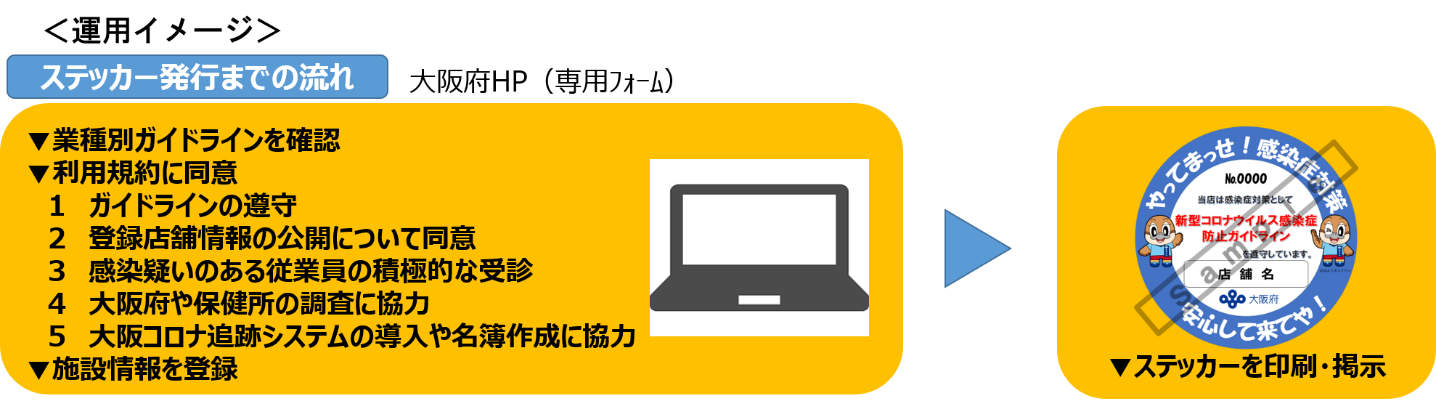 ＜運用イメージ＞
ステッカー発行までの流れ
大阪府HP（専用ﾌｫｰﾑ）
▼業種別ガイドラインを確認
▼利用規約に同意
1 ガイドラインの遵守
2 登録店舗情報の公開について同意
3 感染疑いのある従業員の積極的な受診
4 大阪府や保健所の調査に協力
5 大阪コロナ追跡システムの導入や名簿作成に協力
▼施設情報を登録
やってまっせ！感染症対策
№0000
当店は感染症対策として
新型コロナウイルス感染症
防止ガイドライン
を遵守しています。
店舗名
大阪府
安心して来てや！
Sample
▼ステッカーを印刷・掲示